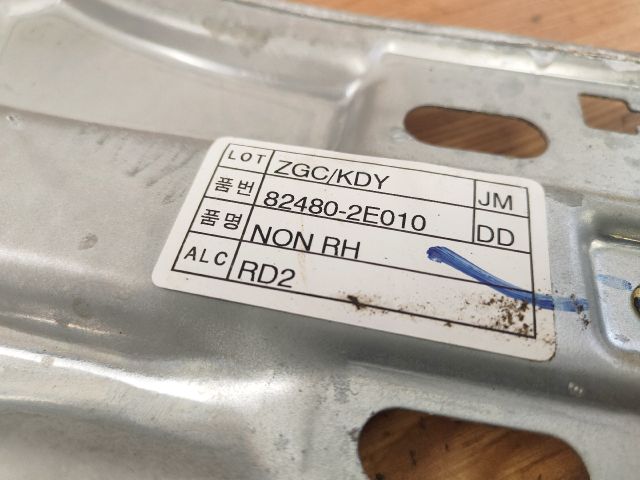 LOT ZGC/KDY
품번 82480-2E010 JM
품명 NON RH DD
ALC RD2